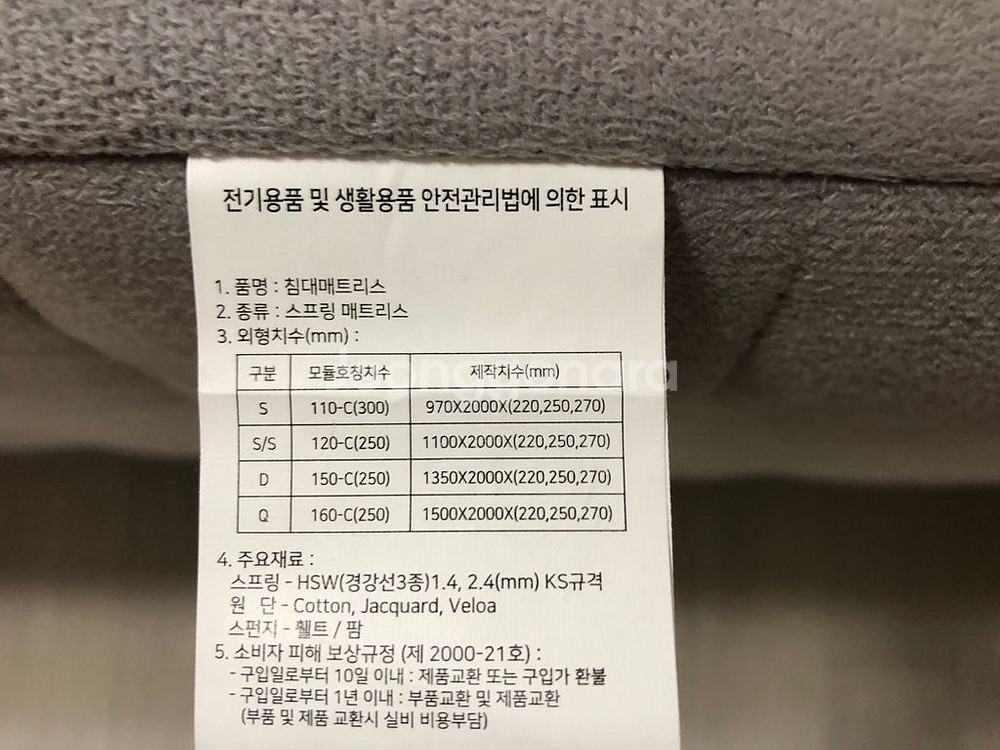 전기용품 및 생활용품 안전관리법에 의한 표시
1. 품명 : 침대매트리스
2. 종류 : 스프링 매트리스
3. 외형치수(mm) :
구분 모듈호칭치수 제작치수(mm)
S 110-C(300) 970X2000X(220,250,270)
S/S 120-C(250) 1100X2000X(220,250,270)
D 150-C(250) 1350X2000X(220,250,270)
Q 160-C(250) 1500X2000X(220,250,270)
4. 주요재료 :
스프링 - HSW(경강선3종)1.4, 2.4(mm) KS규격
원 단 - Cotton, Jacquard, Veloa
스펀지 - 휄트 / 팜
5. 소비자 피해 보상규정 (제 2000-21호) :
- 구입일로부터 10일 이내 : 제품교환 또는 구입가 환불
- 구입일로부터 1년 이내 : 부품교환 및 제품교환
(부품 및 제품 교환시 실비 비용부담)